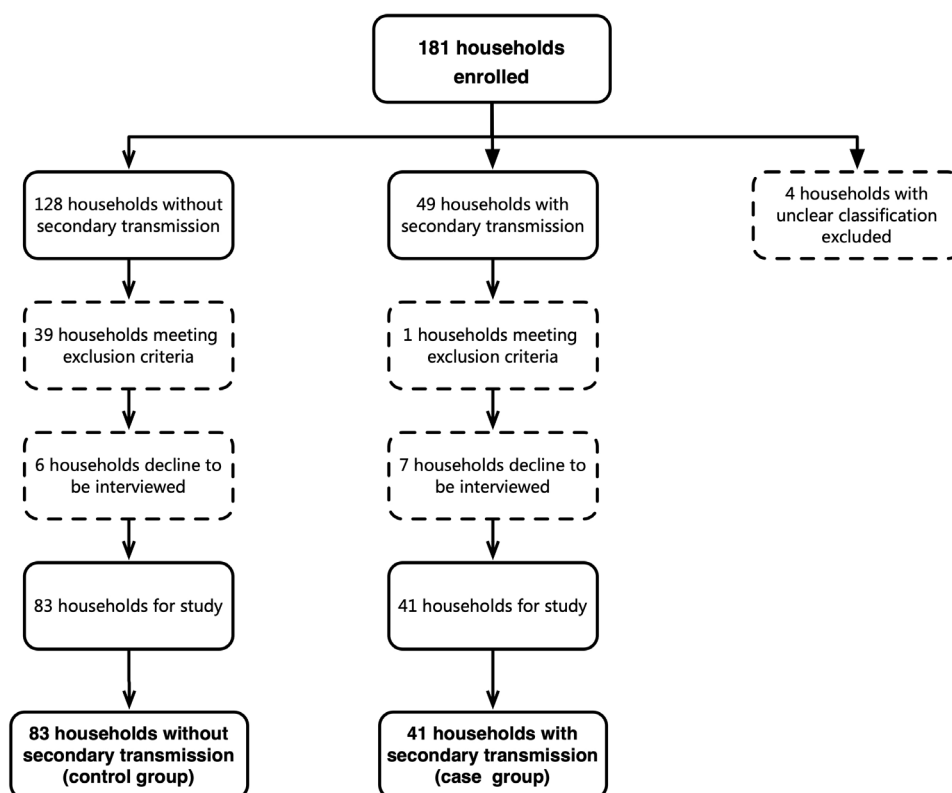 181 households
enrolled
128 households without
secondary transmission
49 households with
secondary transmission
4 households with
unclear classification
excluded
39 households meeting
exclusion criteria
1 households meeting
exclusion criteria
6 households decline to
be interviewed
7 households decline to
be interviewed
83 households for study
41 households for study
83 households without
secondary transmission
(control group)
41 households with
secondary transmission
(case group)